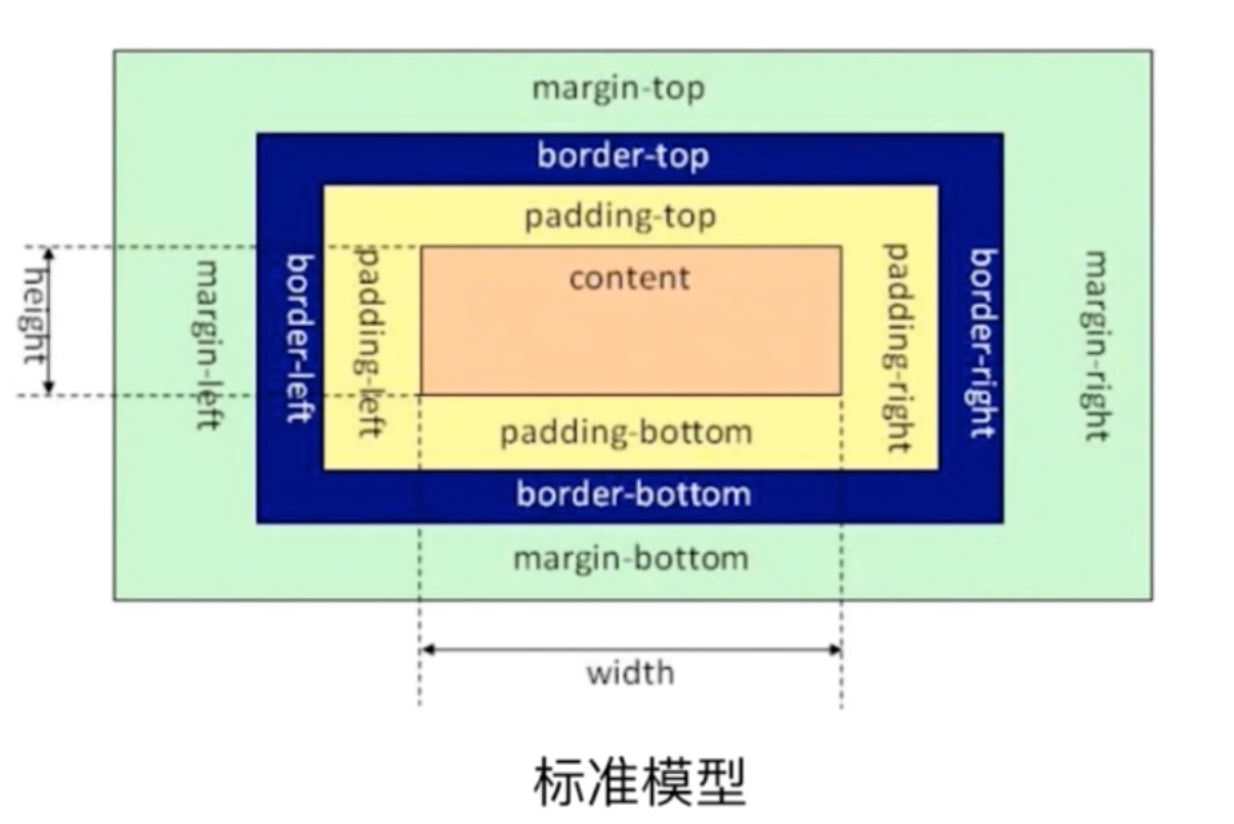 margin-top
border-top
padding-top
height
margin-left
border-left
padding-left
content
padding-right
border-right
margin-right
padding-bottom
border-bottom
margin-bottom
width
标准模型